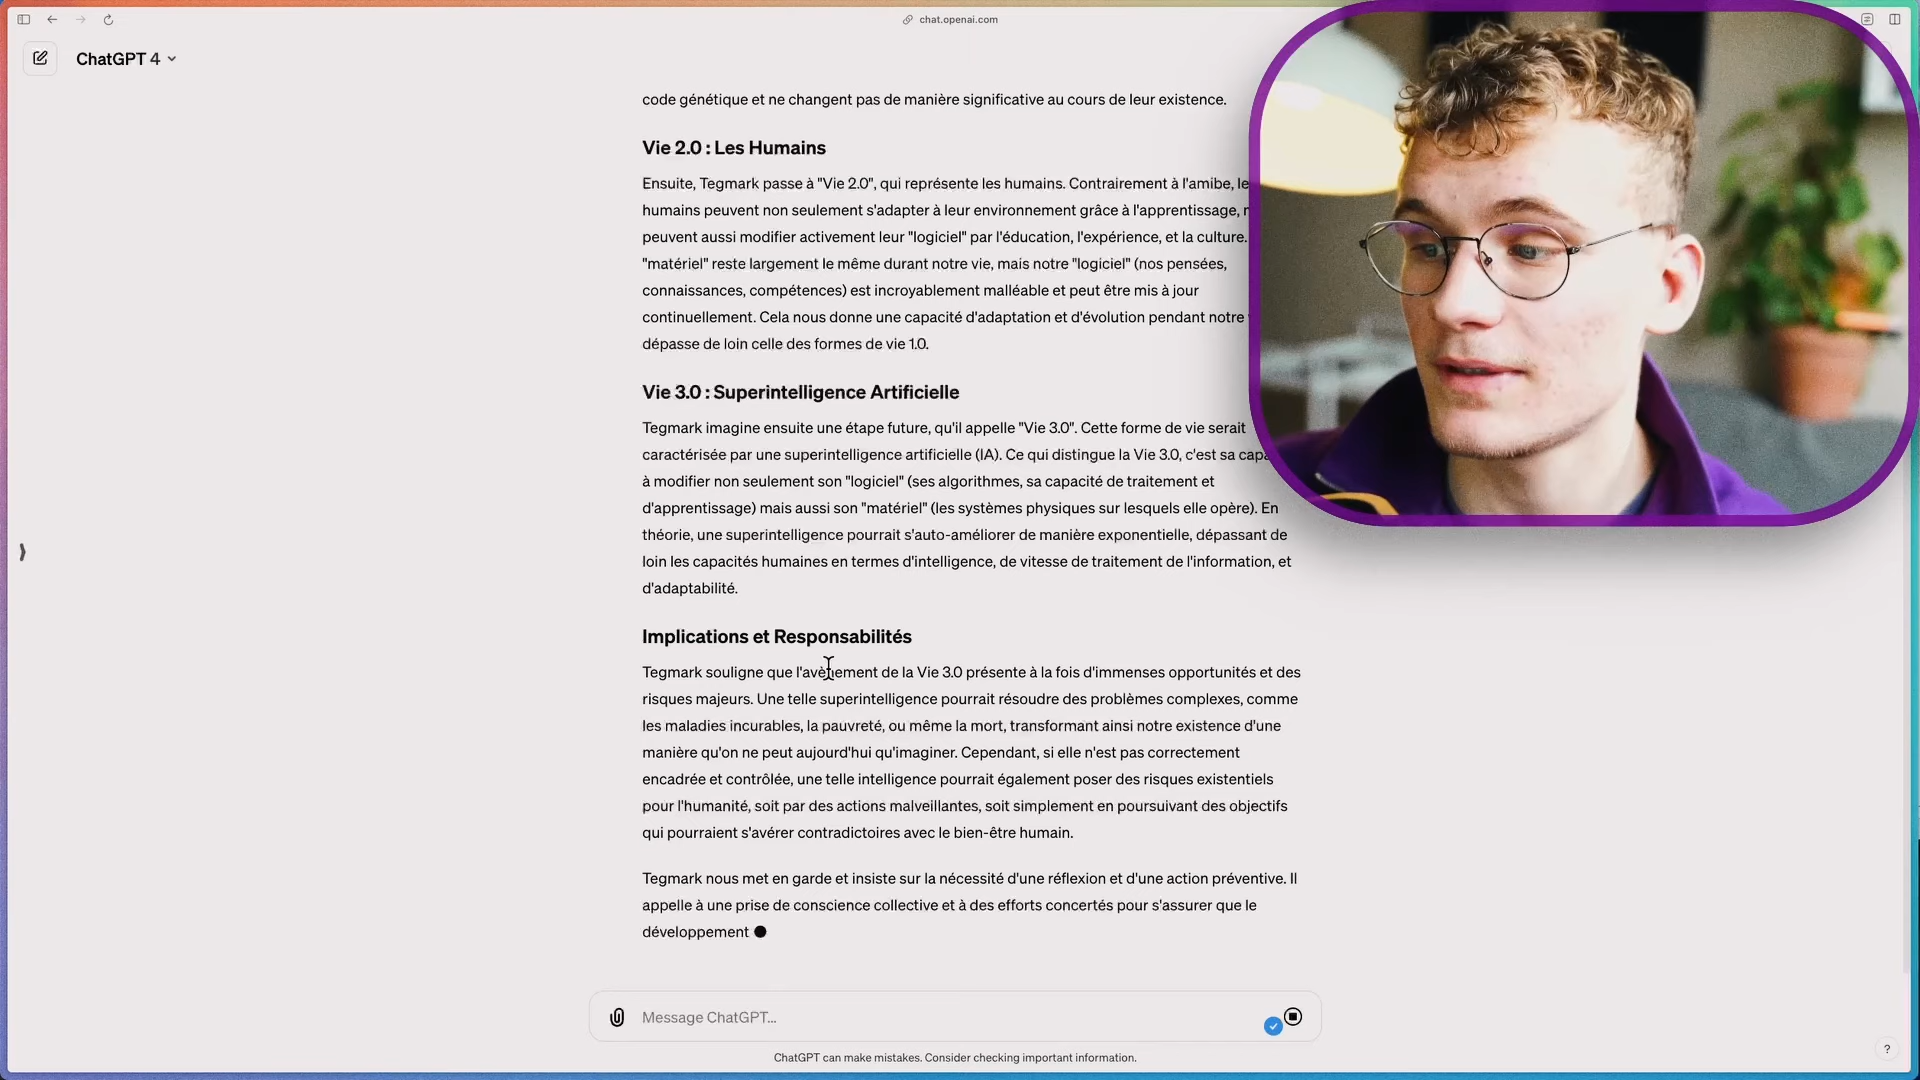 chat.openai.com
ChatGPT 4
code génétique et ne changent pas de manière significative au cours de leur existence.
Vie 2.0 : Les Humains
Ensuite, Tegmark passe à "Vie 2.0", qui représente les humains. Contrairement à l'amibe, le
humains peuvent non seulement s'adapter à leur environnement grâce à l'apprentissage,
peuvent aussi modifier activement leur "logiciel" par l'éducation, l'expérience, et la culture.
"matériel" reste largement le même durant notre vie, mais notre "logiciel" (nos pensées,
connaissances, compétences) est incroyablement malléable et peut être mis à jour
continuellement. Cela nous donne une capacité d'adaptation et d'évolution pendant notre
dépasse de loin celle des formes de vie 1.0.
Vie 3.0 : Superintelligence Artificielle
Tegmark imagine ensuite une étape future, qu'il appelle "Vie 3.0". Cette forme de vie serait
caractérisée par une superintelligence artificielle (IA). Ce qui distingue la Vie 3.0, c'est sa capa
à modifier non seulement son "logiciel" (ses algorithmes, sa capacité de traitement et
d'apprentissage) mais aussi son "matériel" (les systèmes physiques sur lesquels elle opère). En
théorie, une superintelligence pourrait s'auto-améliorer de manière exponentielle, dépassant de
loin les capacités humaines en termes d'intelligence, de vitesse de traitement de l'information, et
d'adaptabilité.
Implications et Responsabilités
Tegmark souligne que l'avènement de la Vie 3.0 présente à la fois d'immenses opportunités et des
risques majeurs. Une telle superintelligence pourrait résoudre des problèmes complexes, comme
les maladies incurables, la pauvreté, ou même la mort, transformant ainsi notre existence d'une
manière qu'on ne peut aujourd'hui qu'imaginer. Cependant, si elle n'est pas correctement
encadrée et contrôlée, une telle intelligence pourrait également poser des risques existentiels
pour l'humanité, soit par des actions malveillantes, soit simplement en poursuivant des objectifs
qui pourraient s'avérer contradictoires avec le bien-être humain.
Tegmark nous met en garde et insiste sur la nécessité d'une réflexion et d'une action préventive. Il
appelle à une prise de conscience collective et à des efforts concertés pour s'assurer que le
développement
Message ChatGPT...
ChatGPT can make mistakes. Consider checking important information.
?